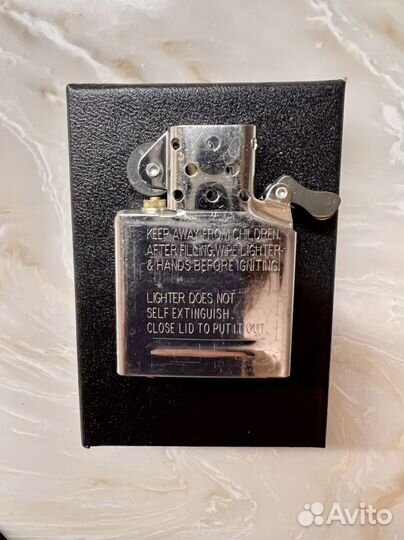 KEEP AWAY FROM CHILDREN.
AFTER FILLING, WIPE LIGHTER
& HANDS BEFORE IGNITING.
LIGHTER DOES NOT
SELF EXTINGUISH.
CLOSE LID TO PUT IT OUT.
Avito